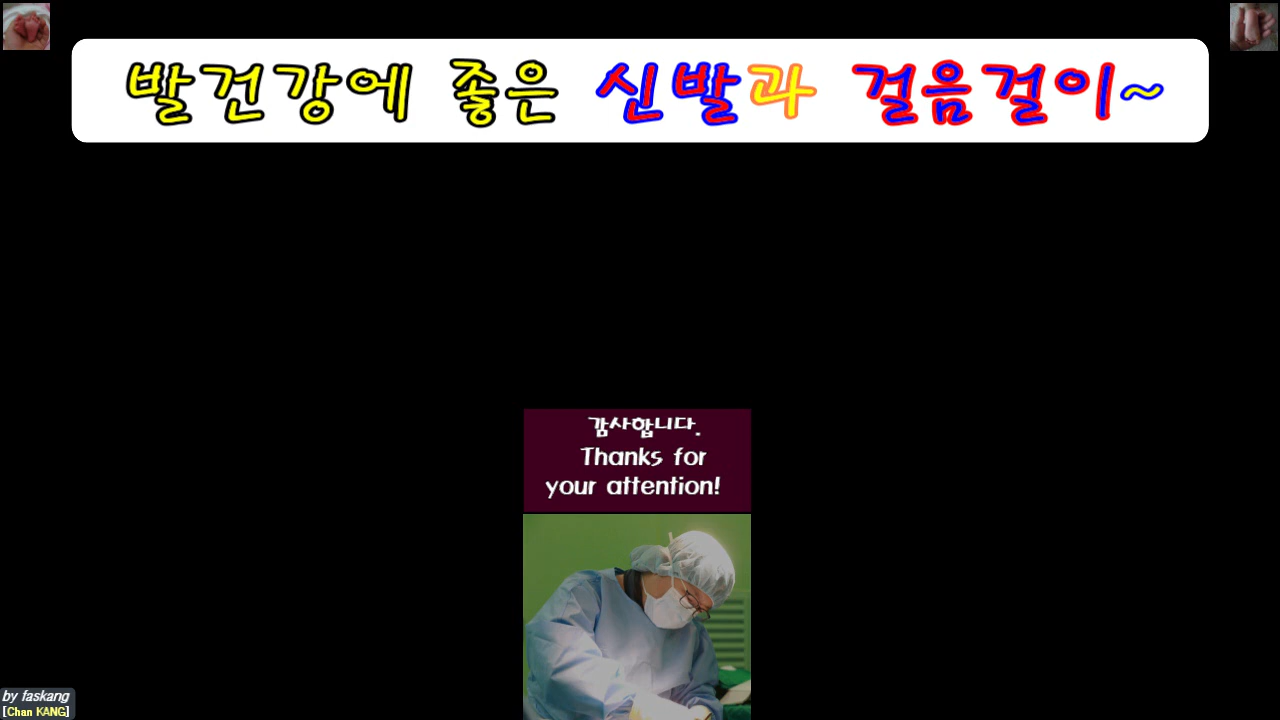 발건강에 좋은 신발과 걸음걸이~
감사합니다.
Thanks for
your attention!
by faskang
[Chan KANG]